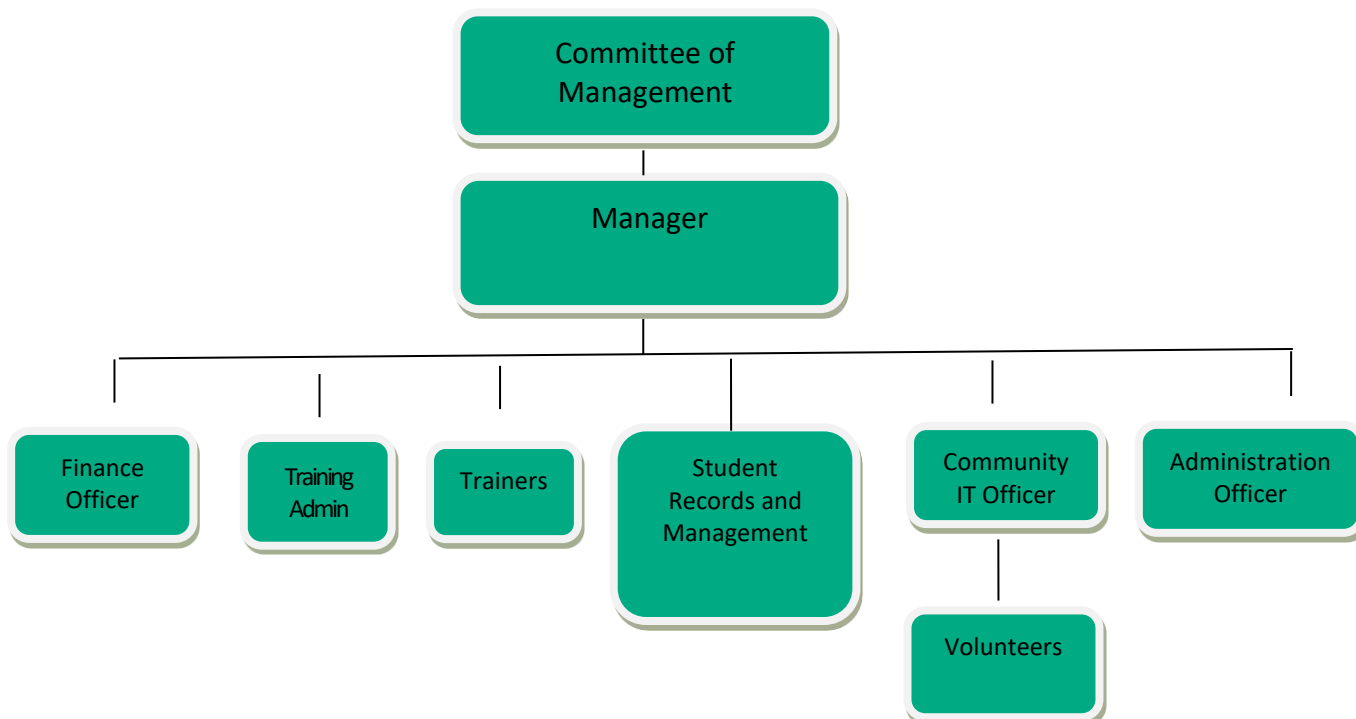 Committee of
Management
Manager
Finance
Officer
Training
Admin
Trainers
Student
Records and
Management
Community
IT Officer
Administration
Officer
Volunteers